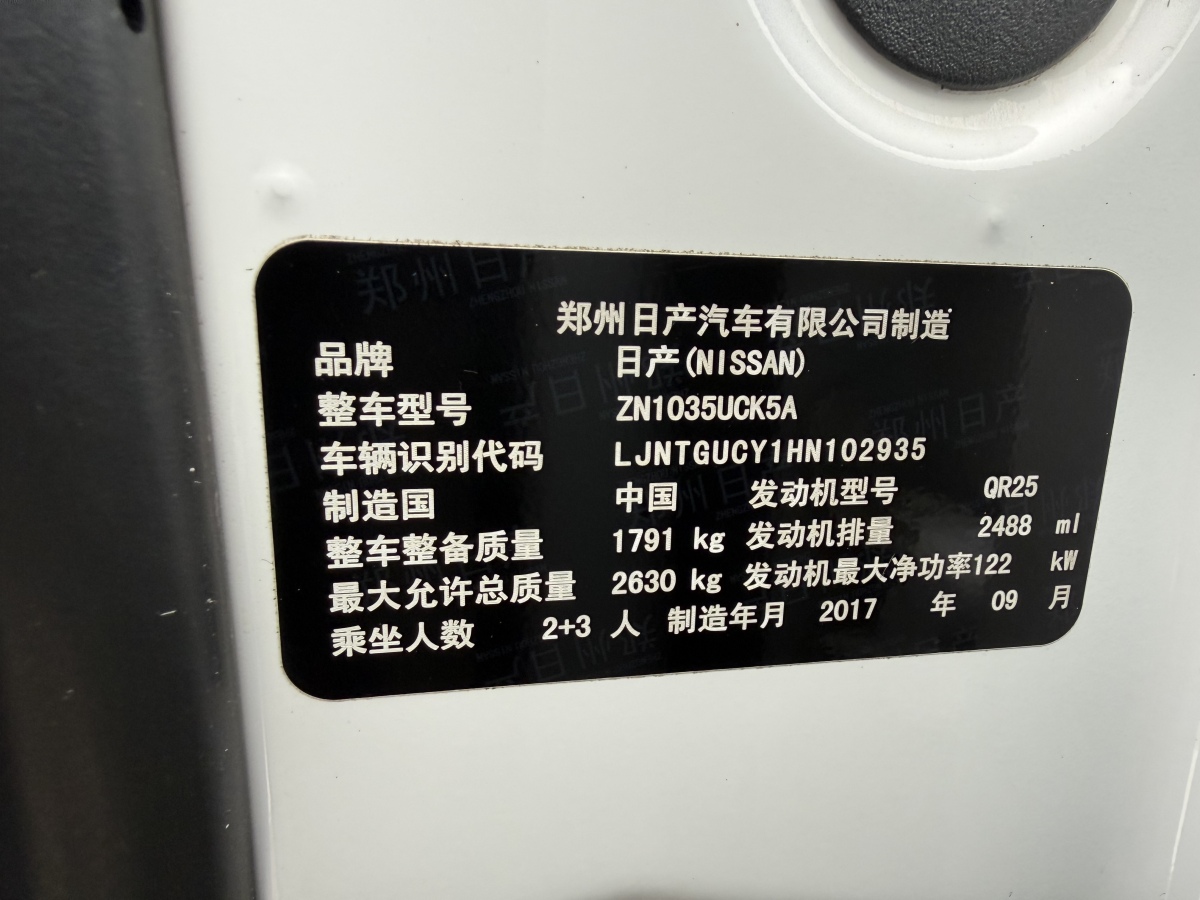 郑州日产汽车有限公司制造
品牌 日产(NISSAN)
整车型号 ZN1035UCK5A
车辆识别代码 LJNTGUCY1HN102935
制造国 中国 发动机型号 QR25
整车整备质量 1791 kg 发动机排量 2488 ml
最大允许总质量 2630 kg 发动机最大净功率122 kW
乘坐人数 2+3 人 制造年月 2017 年 09 月